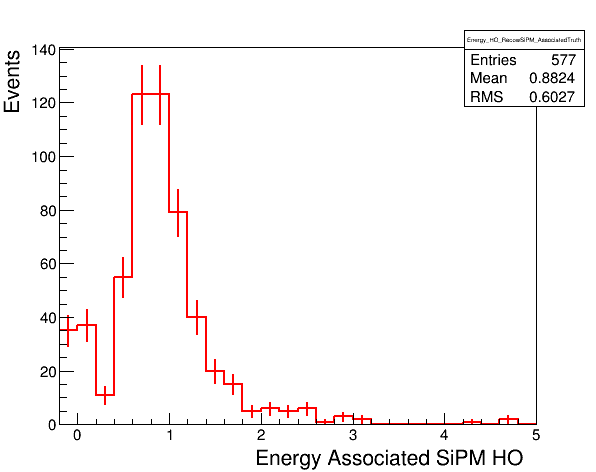 Energy_HO_RecowSiPM_AssociatedTruth
Entries 577
Mean 0.8824
RMS 0.6027
Events
140
120
100
80
60
40
20
0
0 1 2 3 4 5
Energy Associated SiPM HO